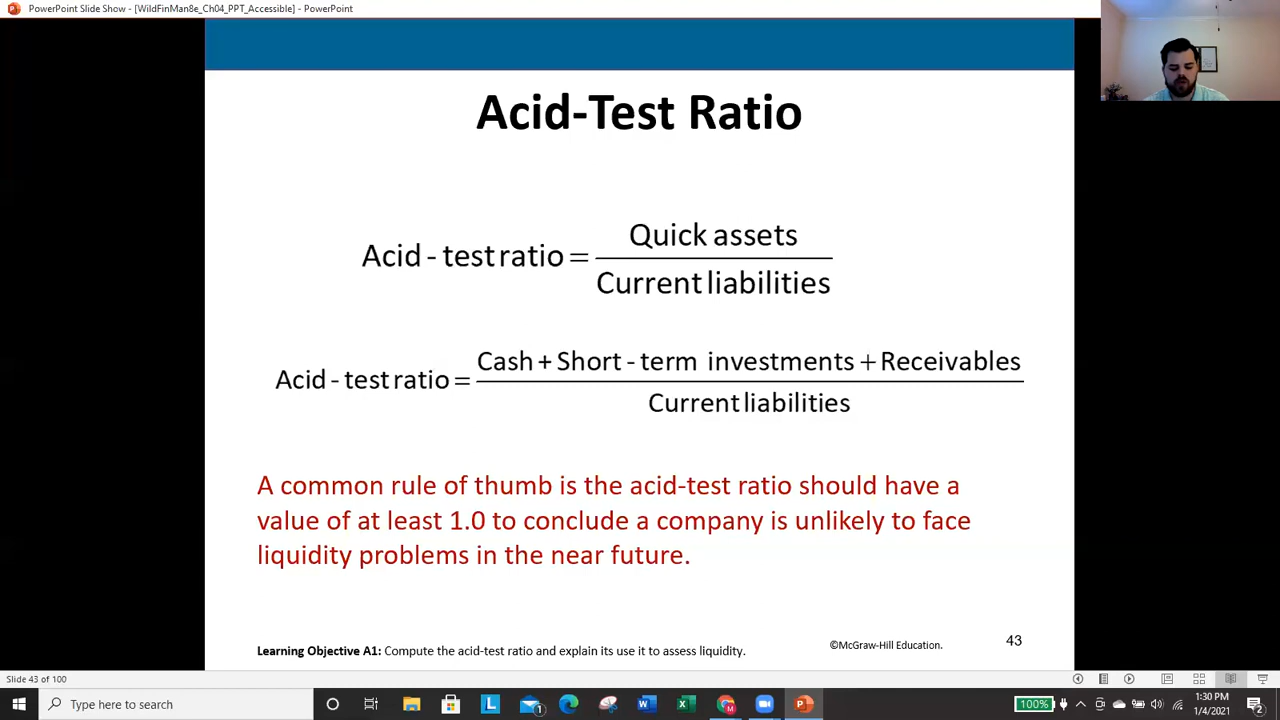 PowerPoint Slide Show - [WildFinMan8e_Ch04_PPT_Accessible] - PowerPoint
Acid-Test Ratio
Acid - test ratio = Quick assets
Current liabilities
Acid - test ratio = Cash + Short - term investments + Receivables
Current liabilities
A common rule of thumb is the acid-test ratio should have a
value of at least 1.0 to conclude a company is unlikely to face
liquidity problems in the near future.
Learning Objective A1: Compute the acid-test ratio and explain its use it to assess liquidity.
©McGraw-Hill Education.
43
Slide 43 of 100
Type here to search
100%
1:30 PM
1/4/2021